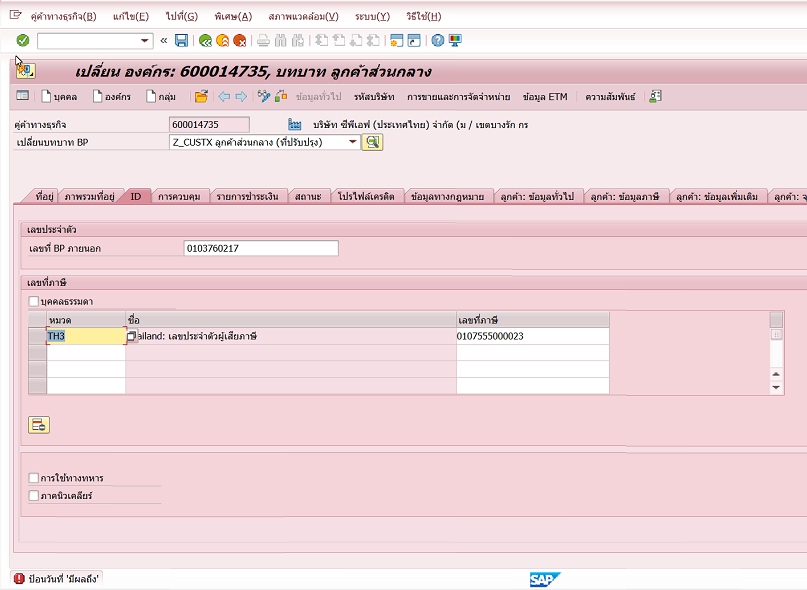 คู่ค้าทางธุรกิจ(B) แก้ไข(E) ไปที่(G) พิเศษ(A) สภาพแวดล้อม(V) ระบบ(Y) วิธีใช้(H)
เปลี่ยน องค์กร: 600014735, บทบาท ลูกค้าส่วนกลาง
บุคคล องค์กร กลุ่ม ข้อมูลทั่วไป รหัสบริษัท การขายและการจัดจำหน่าย ข้อมูล ETM ความสัมพันธ์
คู่ค้าทางธุรกิจ 600014735 บริษัท ซีพีเอฟ (ประเทศไทย) จำกัด (ม / เขตบางรัก กร
เปลี่ยนบทบาท BP Z_CUSTX ลูกค้าส่วนกลาง (ที่ปรับปรุง)
ที่อยู่ ภาพรวมที่อยู่ ID การควบคุม รายการชำระเงิน สถานะ โปรไฟล์เครดิต ข้อมูลทางกฎหมาย ลูกค้า: ข้อมูลทั่วไป ลูกค้า: ข้อมูลภาษี ลูกค้า: ข้อมูลเพิ่มเติม ลูกค้า: จ
เลขประจำตัว
เลขที่ BP ภายนอก 0103760217
เลขที่ภาษี
บุคคลธรรมดา
หมวด ชื่อ เลขที่ภาษี
TH3 ailand: เลขประจำตัวผู้เสียภาษี 0107555000023
การใช้ทางทหาร
ภาคนิวเคลียร์
ป้อนวันที่ 'มีผลถึง' SAP